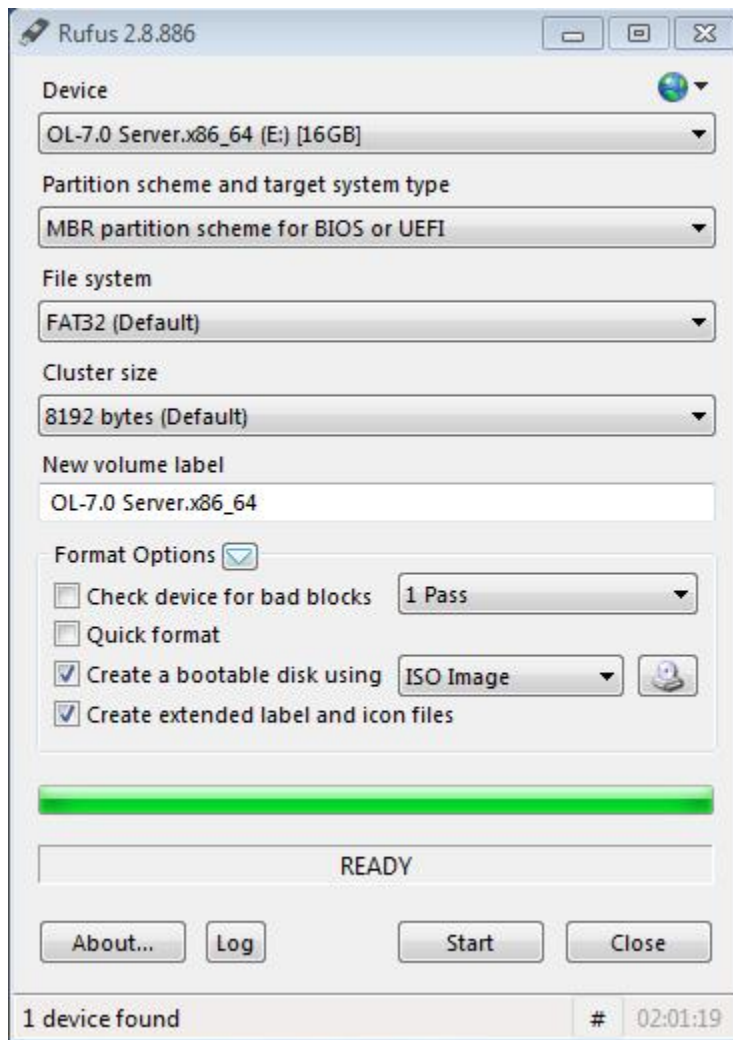 Rufus 2.8.886
Device
OL-7.0 Server.x86_64 (E:) [16GB]
Partition scheme and target system type
MBR partition scheme for BIOS or UEFI
File system
FAT32 (Default)
Cluster size
8192 bytes (Default)
New volume label
OL-7.0 Server.x86_64
Format Options
Check device for bad blocks 1 Pass
Quick format
Create a bootable disk using ISO Image
Create extended label and icon files
READY
About... Log Start Close
1 device found # 02:01:19